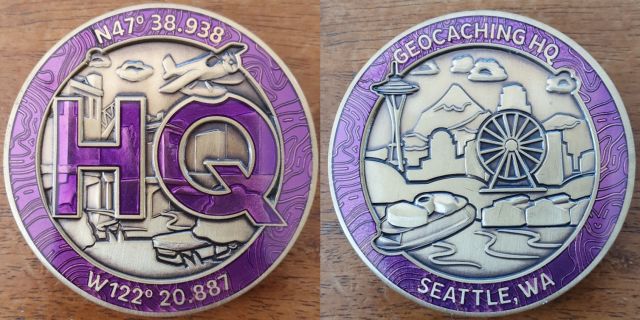 N47° 38.938
HQ
W122° 20.887
GEOCACHING HQ
SEATTLE, WA